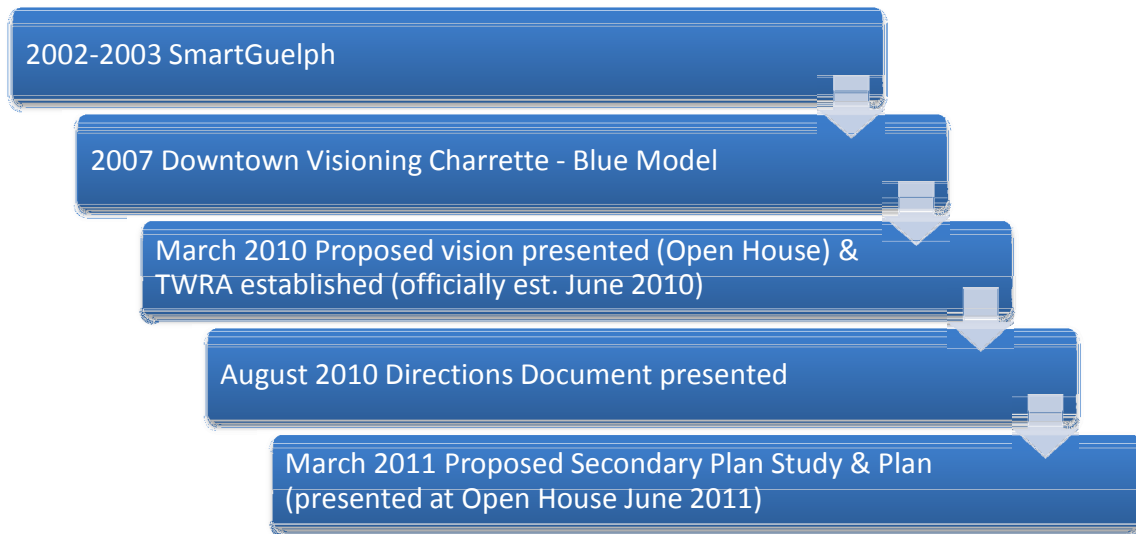 2002-2003 SmartGuelph
2007 Downtown Visioning Charrette - Blue Model
March 2010 Proposed vision presented (Open House) &
TWRA established (officially est. June 2010)
August 2010 Directions Document presented
March 2011 Proposed Secondary Plan Study & Plan
(presented at Open House June 2011)